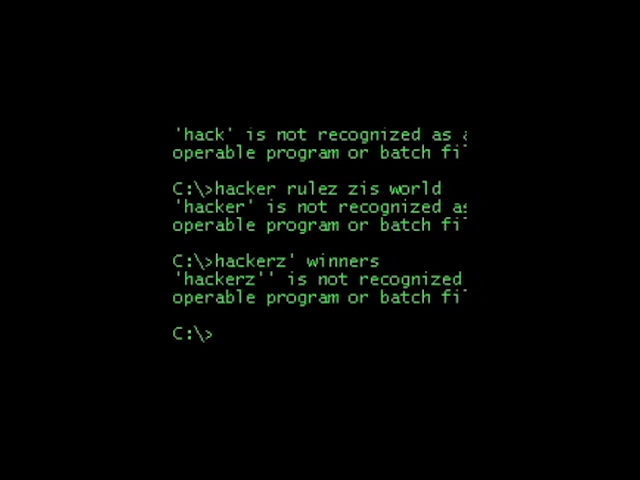 'hack' is not recognized as
operable program or batch
C:\>hacker rulez zis world
'hacker' is not recognized as
operable program or batch
C:\>hackerz' winners
'hackerz'' is not recognized
operable program or batch
C:\>